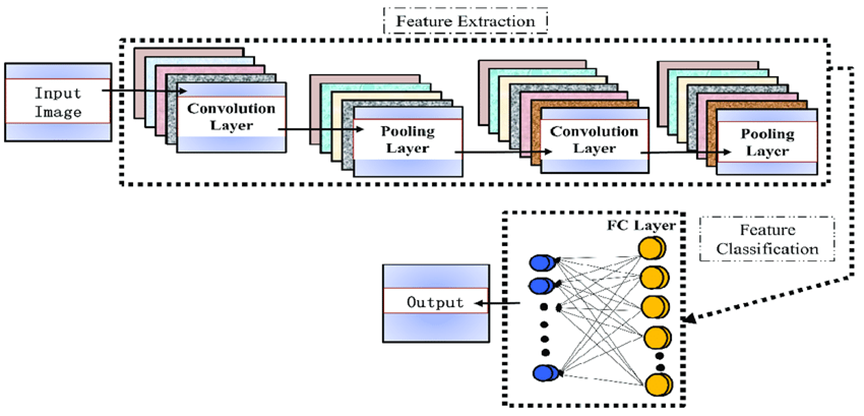 Feature Extraction
Input
Image
Convolution
Layer
Pooling
Layer
Convolution
Layer
Pooling
Layer
FC Layer
Feature
Classification
Output